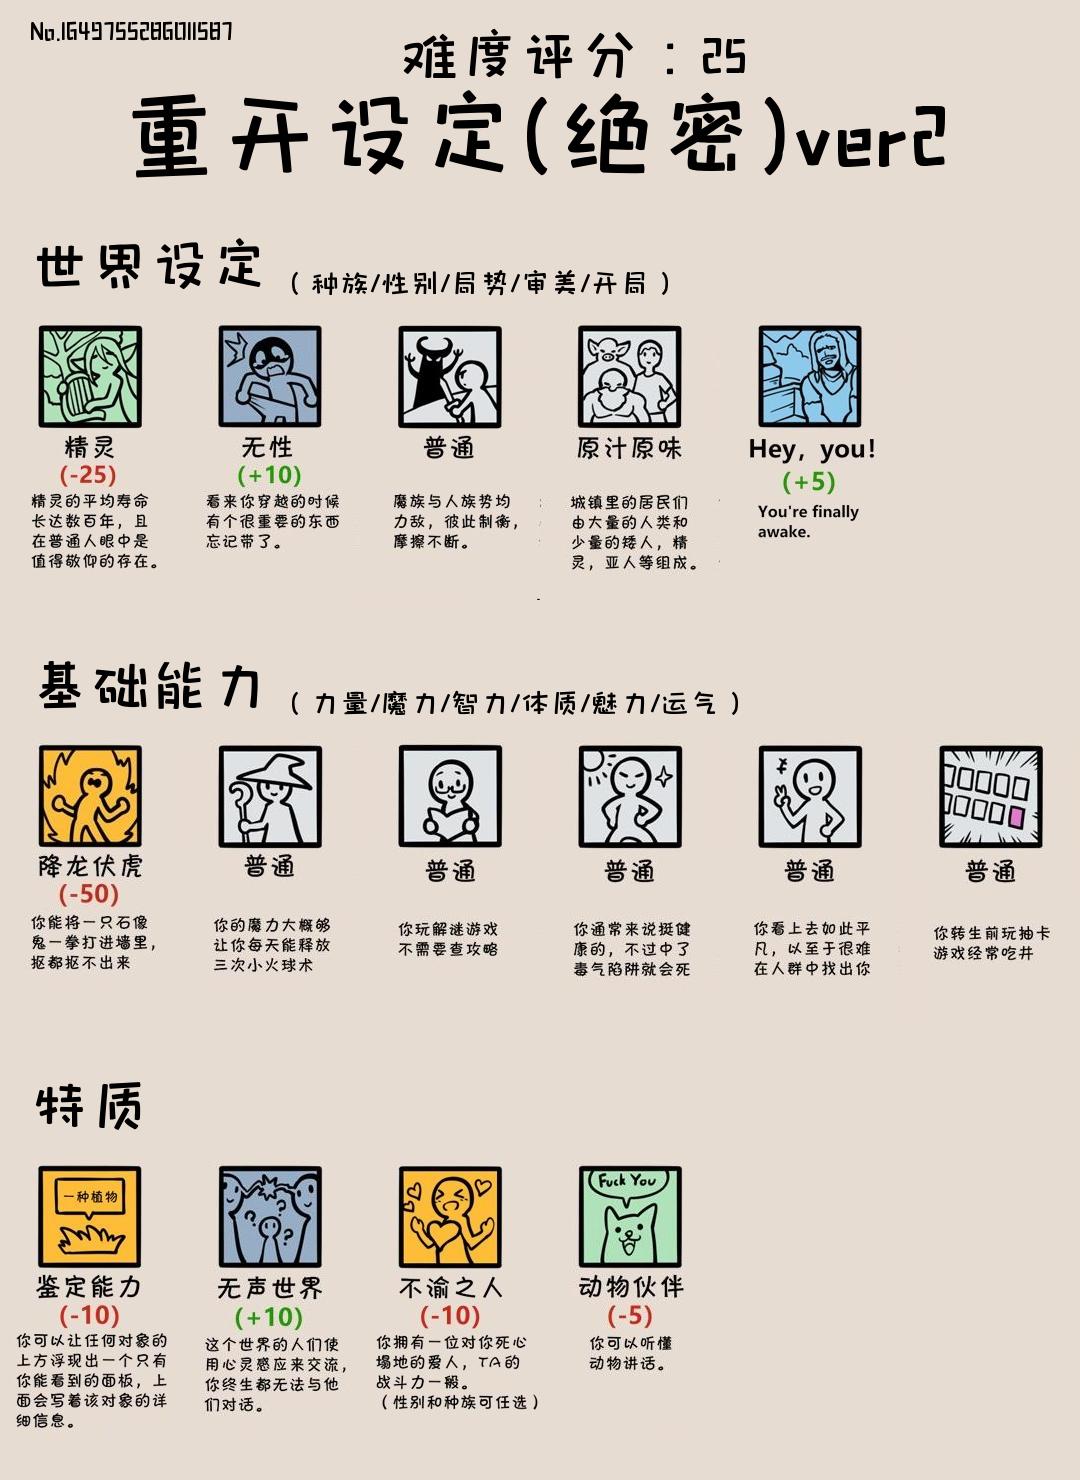 No.1649755286011587
难度评分：25
重开设定(绝密)ver2
世界设定（种族/性别/局势/审美/开局）
精灵
(-25)
精灵的平均寿命
长达数百年，且
在普通人眼中是
值得敬仰的存在。
无性
(+10)
看来你穿越的时候
有个很重要的东西
忘记带了。
普通
魔族与人族势均
力敌，彼此制衡，
摩擦不断。
原汁原味
城镇里的居民们
由大量的人类和
少量的矮人，精
灵，亚人等组成。
Hey, you!
(+5)
You're finally
awake.
基础能力（力量/魔力/智力/体质/魅力/运气）
降龙伏虎
(-50)
你能将一只石像
鬼一拳打进墙里，
抠都抠不出来
普通
你的魔力大概够
让你每天能释放
三次小火球术
普通
你玩解谜游戏
不需要查攻略
普通
你通常来说挺健
康的，不过中了
毒气陷阱就会死
普通
你看上去如此平
凡，以至于很难
在人群中找出你
普通
你转生前玩抽卡
游戏经常吃井
特质
一种植物
鉴定能力
(-10)
你可以让任何对象的
上方浮现出一个只有
你能看到的面板，上
面会写着该对象的详
细信息。
无声世界
(+10)
这个世界的人们使
用心灵感应来交流，
你终生都无法与他
们对话。
不渝之人
(-10)
你拥有一位对你死心
塌地的爱人，TA的
战斗力一般。
（性别和种族可任选）
Fuck You
动物伙伴
(-5)
你可以听懂
动物讲话。